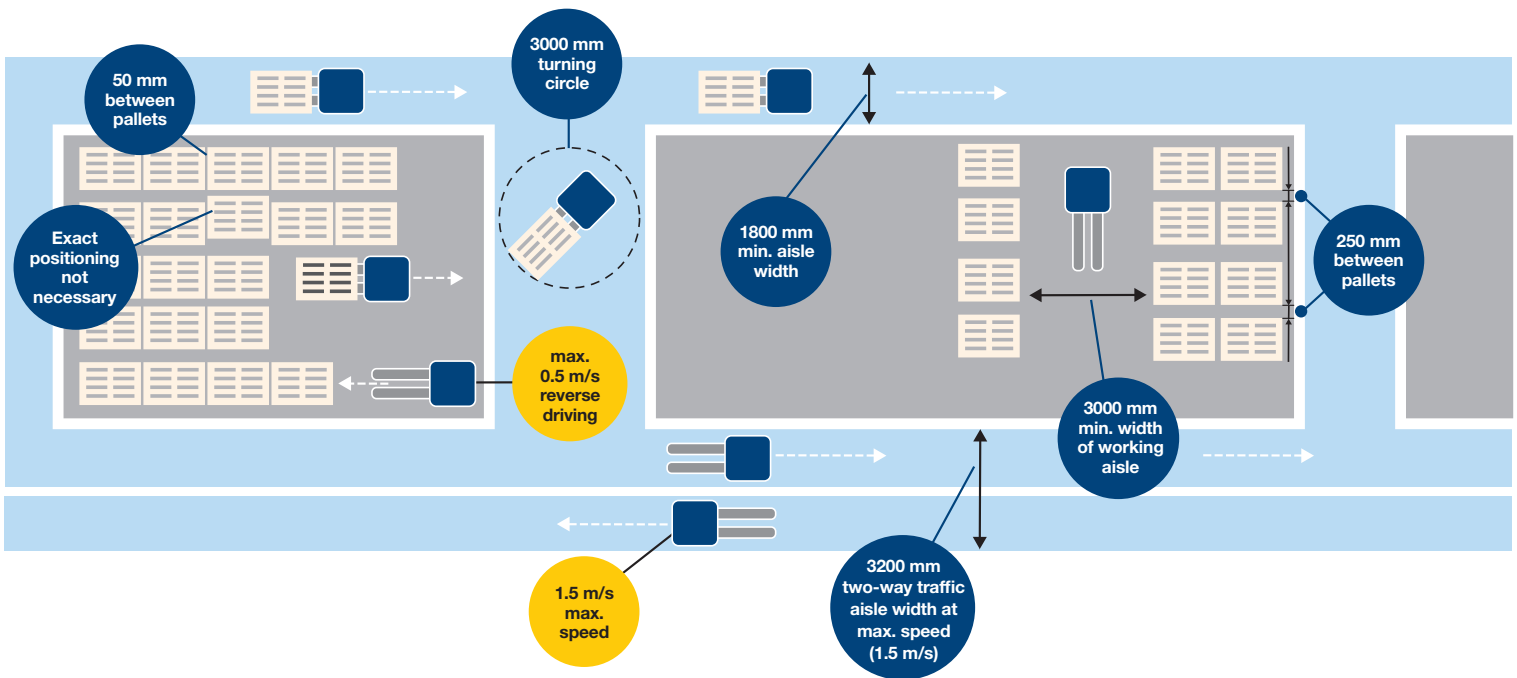 3000 mm
turning
circle
50 mm
between
pallets
Exact
positioning
not
necessary
1800 mm
min. aisle
width
250 mm
between
pallets
max.
0.5 m/s
reverse
driving
3000 mm
min. width
of working
aisle
1.5 m/s
max.
speed
3200 mm
two-way traffic
aisle width at
max. speed
(1.5 m/s)